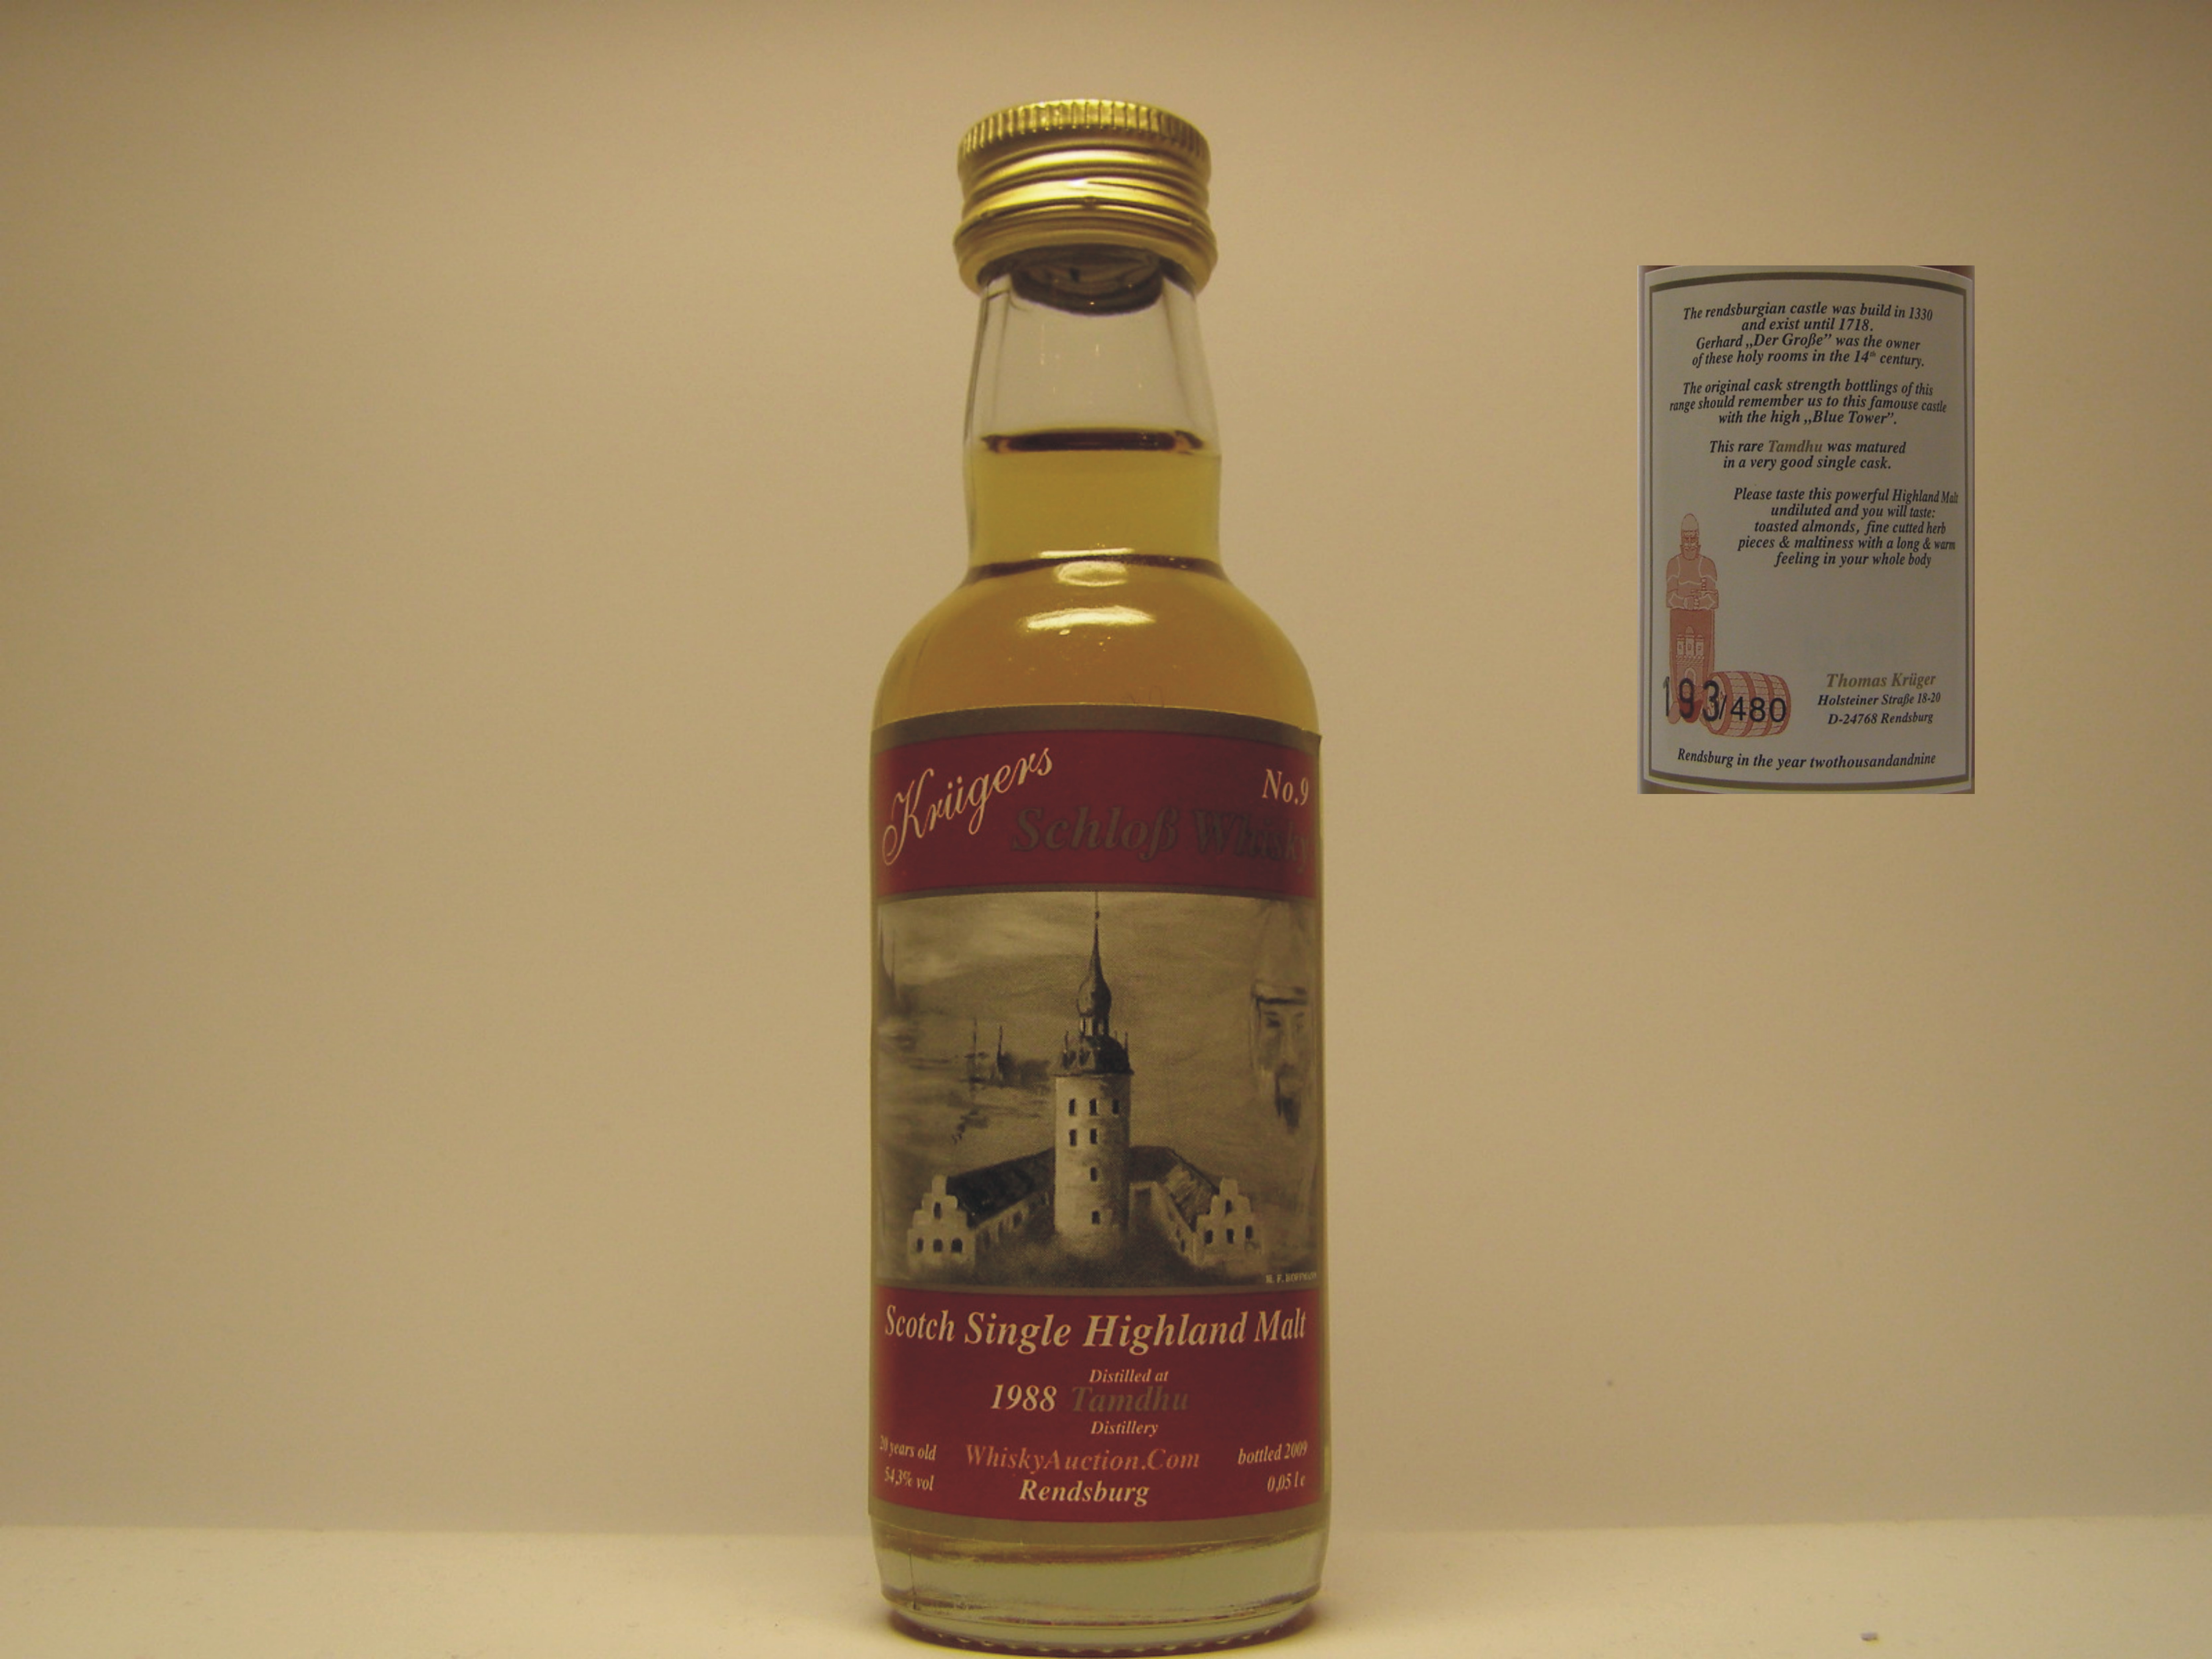 Krügers
No.9
Schloß Whisky
Scotch Single Highland Malt
Distilled at
1988 Tamdhu
Distillery
20 years old
WhiskyAuction.Com
bottled 2009
54,3% vol
Rendsburg
0,05 l e
The rendsburgian castle was build in 1330
and exist until 1718.
Gerhard „Der Große” was the owner
of these holy rooms in the 14th century.
The original cask strength bottlings of this
range should remember us to this famouse castle
with the high „Blue Tower”.
This rare Tamdhu was matured
in a very good single cask.
Please taste this powerful Highland Malt
undiluted and you will taste:
toasted almonds, fine cutted herb
pieces & maltiness with a long & warm
feeling in your whole body
193/480
Thomas Krüger
Holsteiner Straße 18-20
D-24768 Rendsburg
Rendsburg in the year twothousandandnine